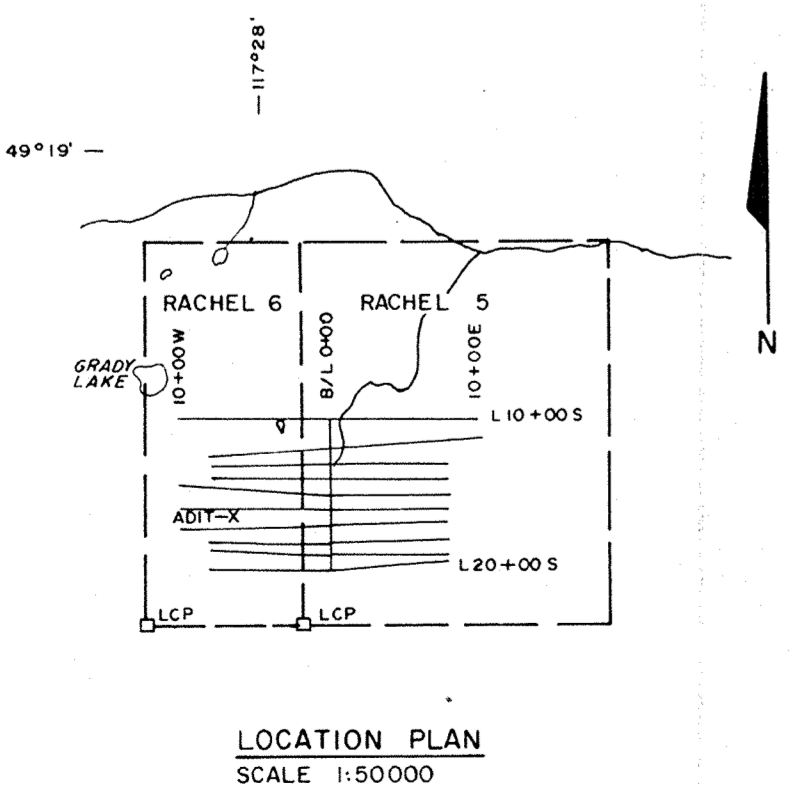 117°28'
49°19'
N
RACHEL 6
RACHEL 5
10+00W
B/L 0+00
10+00E
GRADY
LAKE
L 10+00 S
ADIT-X
L 20+00 S
LCP
LCP
LOCATION PLAN
SCALE 1:50000